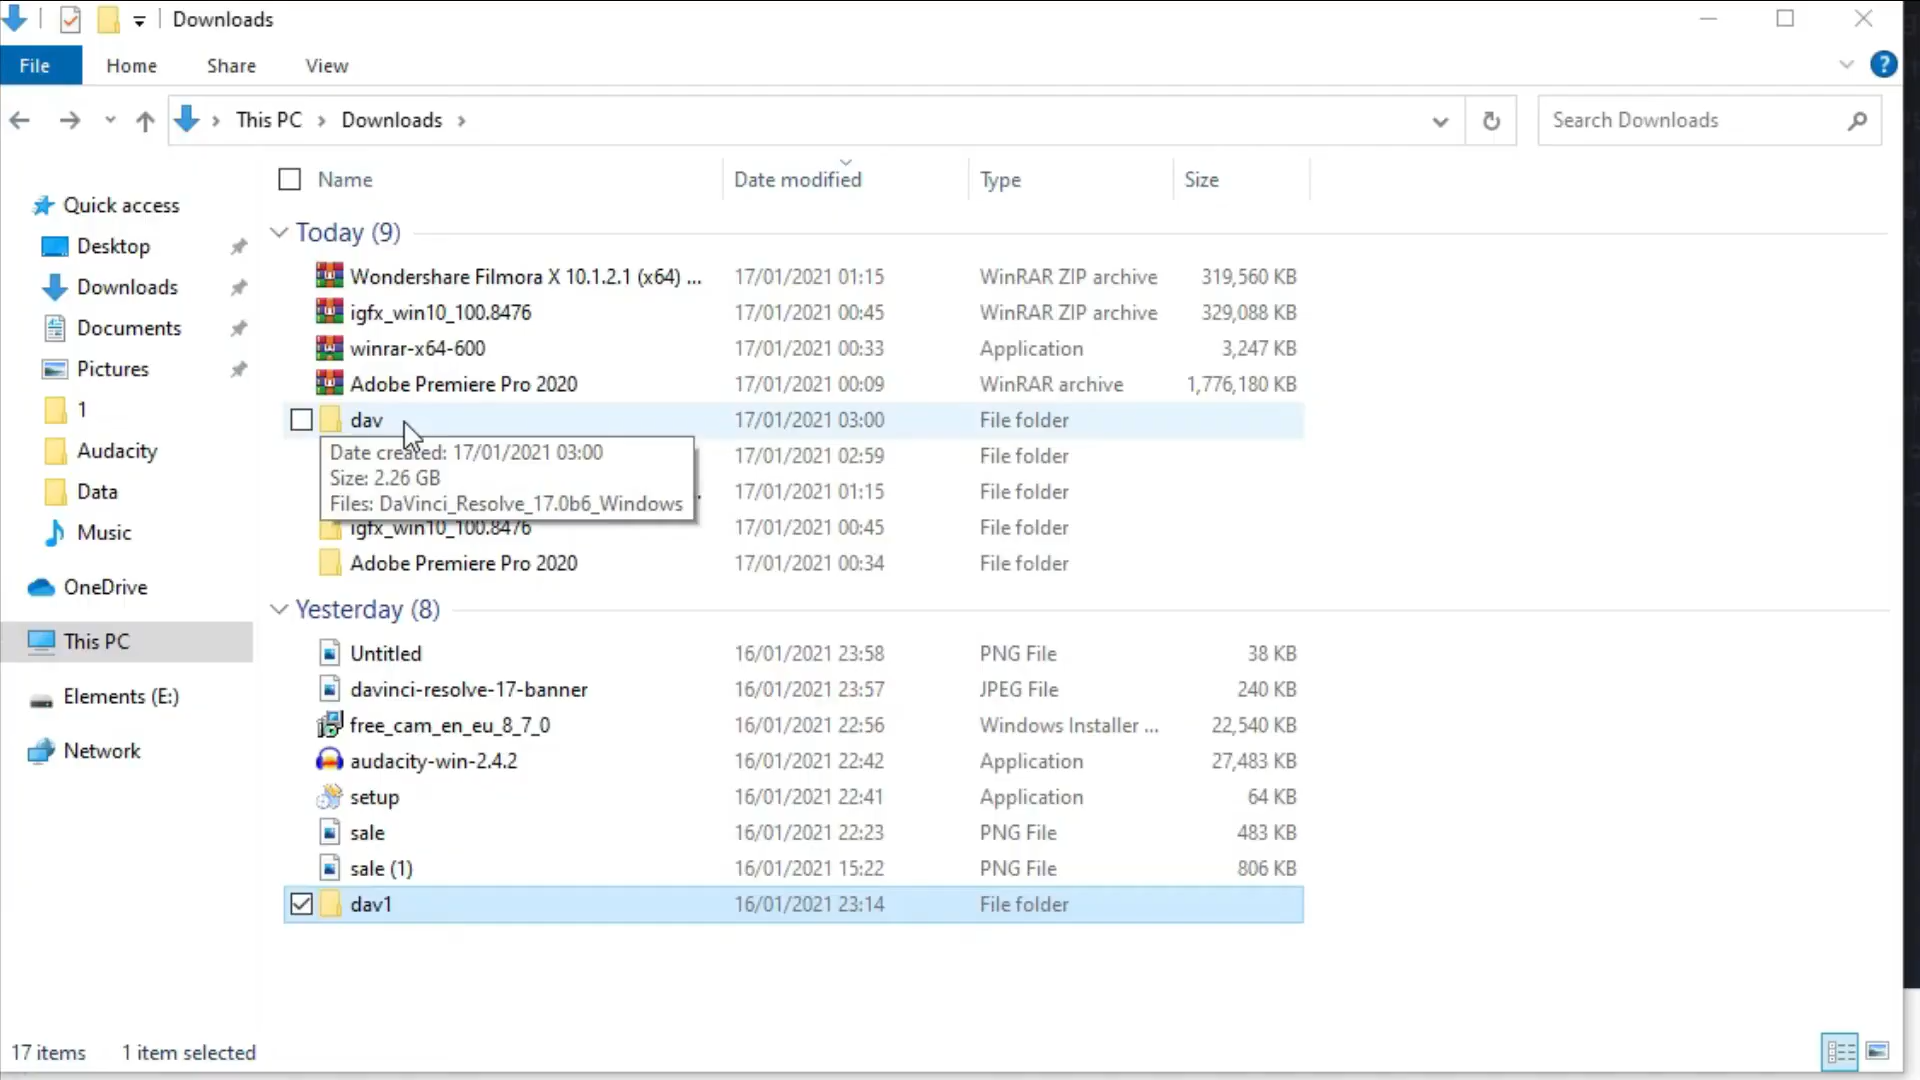 Downloads
File Home Share View
This PC Downloads
Search Downloads
Name Date modified Type Size
Quick access
Desktop
Downloads
Documents
Pictures
1
Audacity
Data
Music
OneDrive
This PC
Elements (E:)
Network
Today (9)
Wondershare Filmora X 10.1.2.1 (x64) ... 17/01/2021 01:15 WinRAR ZIP archive 319,560 KB
igfx_win10_100.8476 17/01/2021 00:45 WinRAR ZIP archive 329,088 KB
winrar-x64-600 17/01/2021 00:33 Application 3,247 KB
Adobe Premiere Pro 2020 17/01/2021 00:09 WinRAR archive 1,776,180 KB
dav 17/01/2021 03:00 File folder
Date created: 17/01/2021 03:00
Size: 2.26 GB
Files: DaVinci_Resolve_17.0b6_Windows
17/01/2021 02:59 File folder
17/01/2021 01:15 File folder
igfx_win10_100.8476 17/01/2021 00:45 File folder
Adobe Premiere Pro 2020 17/01/2021 00:34 File folder
Yesterday (8)
Untitled 16/01/2021 23:58 PNG File 38 KB
davinci-resolve-17-banner 16/01/2021 23:57 JPEG File 240 KB
free_cam_en_eu_8_7_0 16/01/2021 22:56 Windows Installer ... 22,540 KB
audacity-win-2.4.2 16/01/2021 22:42 Application 27,483 KB
setup 16/01/2021 22:41 Application 64 KB
sale 16/01/2021 22:23 PNG File 483 KB
sale (1) 16/01/2021 15:22 PNG File 806 KB
dav1 16/01/2021 23:14 File folder
17 items 1 item selected